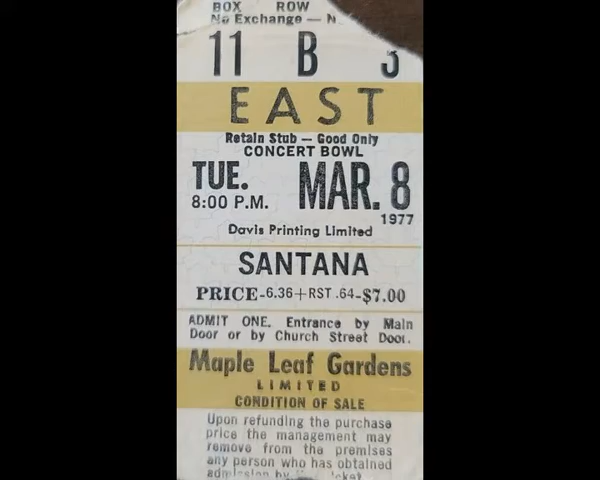 BOX ROW
No Exchange — N
11 B 3
EAST
Retain Stub — Good Only
CONCERT BOWL
TUE. MAR. 8
8:00 P.M.
1977
Davis Printing Limited
SANTANA
PRICE-6.36+RST .64-$7.00
ADMIT ONE. Entrance by Main
Door or by Church Street Door.
Maple Leaf Gardens
LIMITED
CONDITION OF SALE
Upon refunding the purchase
price the management may
remove from the premises
any person who has obtained
admission by